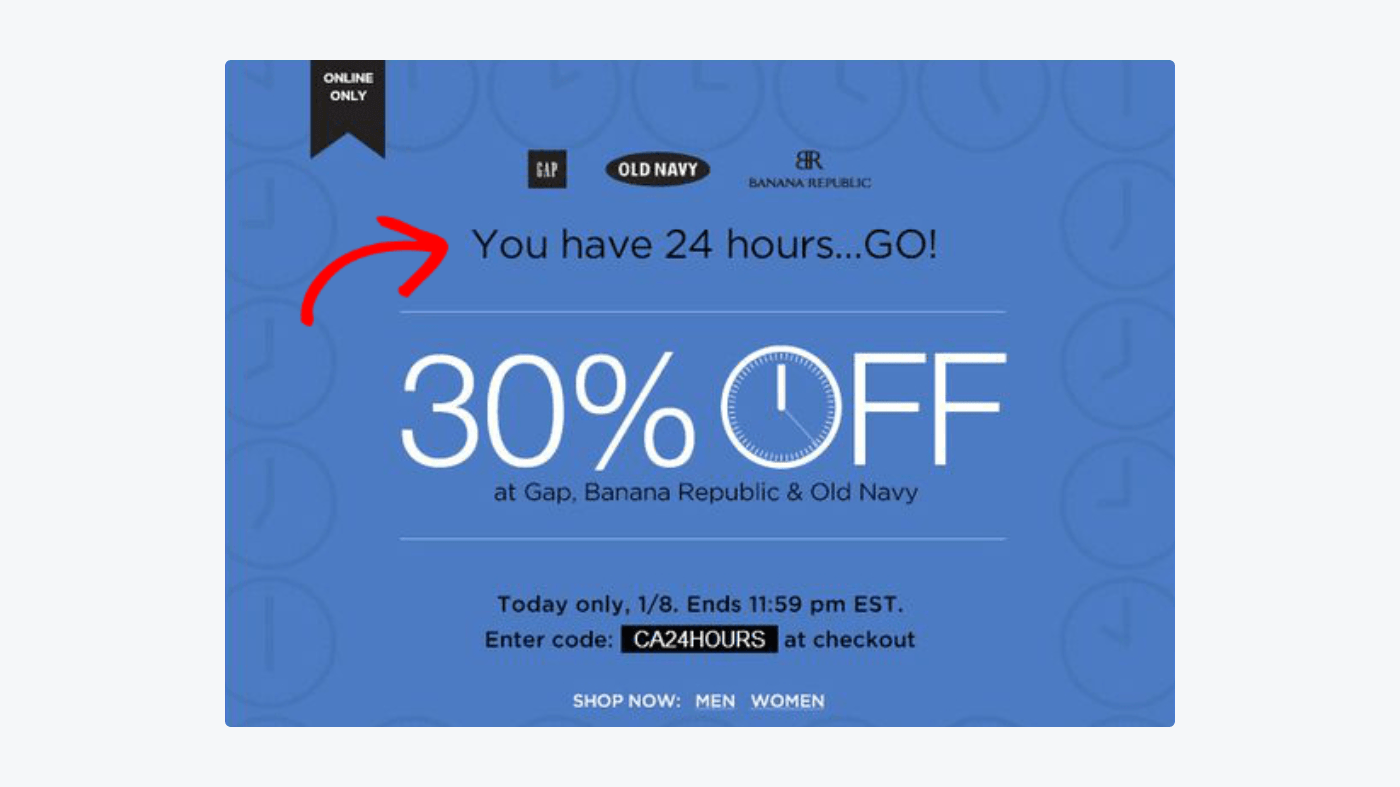 ONLINE
ONLY
GAP
OLD NAVY
BR
BANANA REPUBLIC
You have 24 hours...GO!
30% OFF
at Gap, Banana Republic & Old Navy
Today only, 1/8. Ends 11:59 pm EST.
Enter code: CA24HOURS at checkout
SHOP NOW: MEN WOMEN